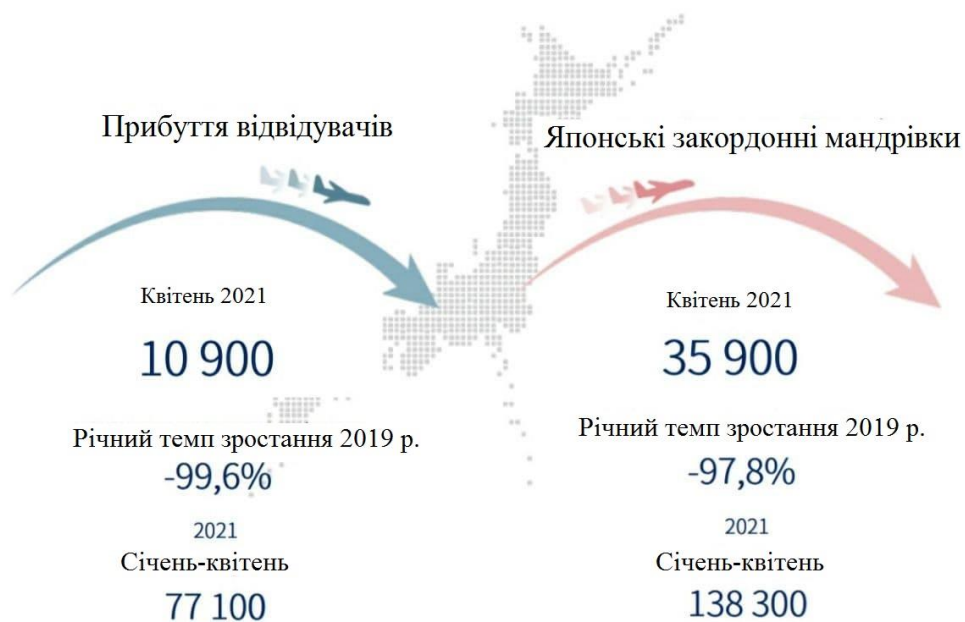 Прибуття відвідувачів
Квітень 2021
10 900
Річний темп зростання 2019 р.
-99,6%
2021
Січень-квітень
77 100
Японські закордонні мандрівки
Квітень 2021
35 900
Річний темп зростання 2019 р.
-97,8%
2021
Січень-квітень
138 300